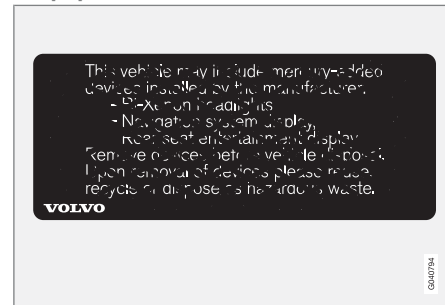 This vehicle may include mercury-added
devices installed by the manufacturer:
- Bi-Xenon headlights
- Navigation system display
- Rear seat entertainment display
Remove devices before vehicle disposal.
Upon removal of devices please reuse,
recycle or dispose as hazardous waste.
VOLVO
G040794